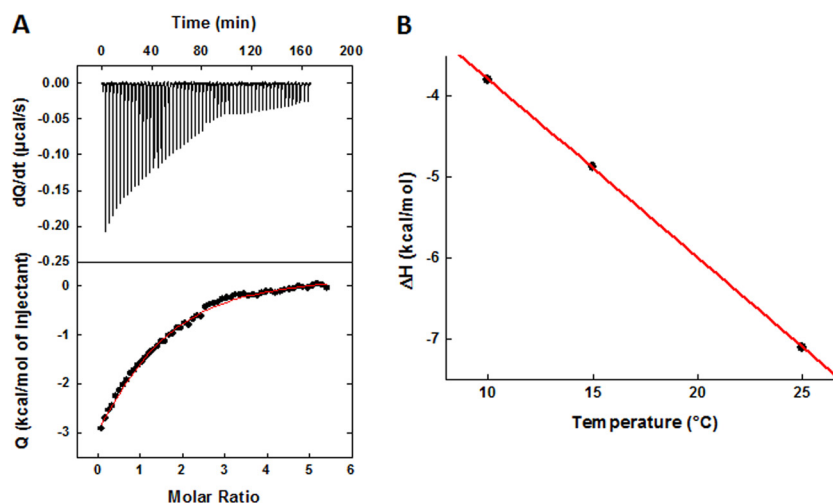 A
Time (min)
0 40 80 120 160 200
0.00
-0.05
-0.10
-0.15
-0.20
-0.25
dQ/dt (µcal/s)
0
-1
-2
-3
Q (kcal/mol of Injectant)
0 1 2 3 4 5 6
Molar Ratio
B
-4
-5
-6
-7
ΔH (kcal/mol)
10 15 20 25
Temperature (°C)